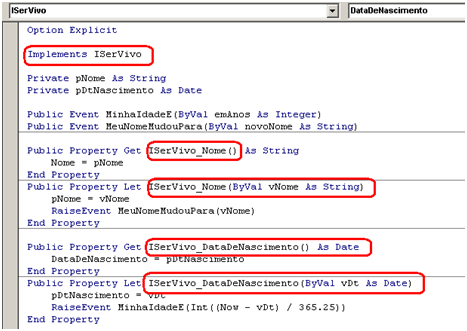 ISerVivo DataDeNascimento
Option Explicit
Implements ISerVivo
Private pNome As String
Private pDtNascimento As Date
Public Event MinhaIdadeE(ByVal emAnos As Integer)
Public Event MeuNomeMudouPara(ByVal novoNome As String)
Public Property Get ISerVivo_Nome() As String
Nome = pNome
End Property
Public Property Let ISerVivo_Nome(ByVal vNome As String)
pNome = vNome
RaiseEvent MeuNomeMudouPara(vNome)
End Property
Public Property Get ISerVivo_DataDeNascimento() As Date
DataDeNascimento = pDtNascimento
End Property
Public Property Let ISerVivo_DataDeNascimento(ByVal vDt As Date)
pDtNascimento = vDt
RaiseEvent MinhaIdadeE(Int((Now - vDt) / 365.25))
End Property